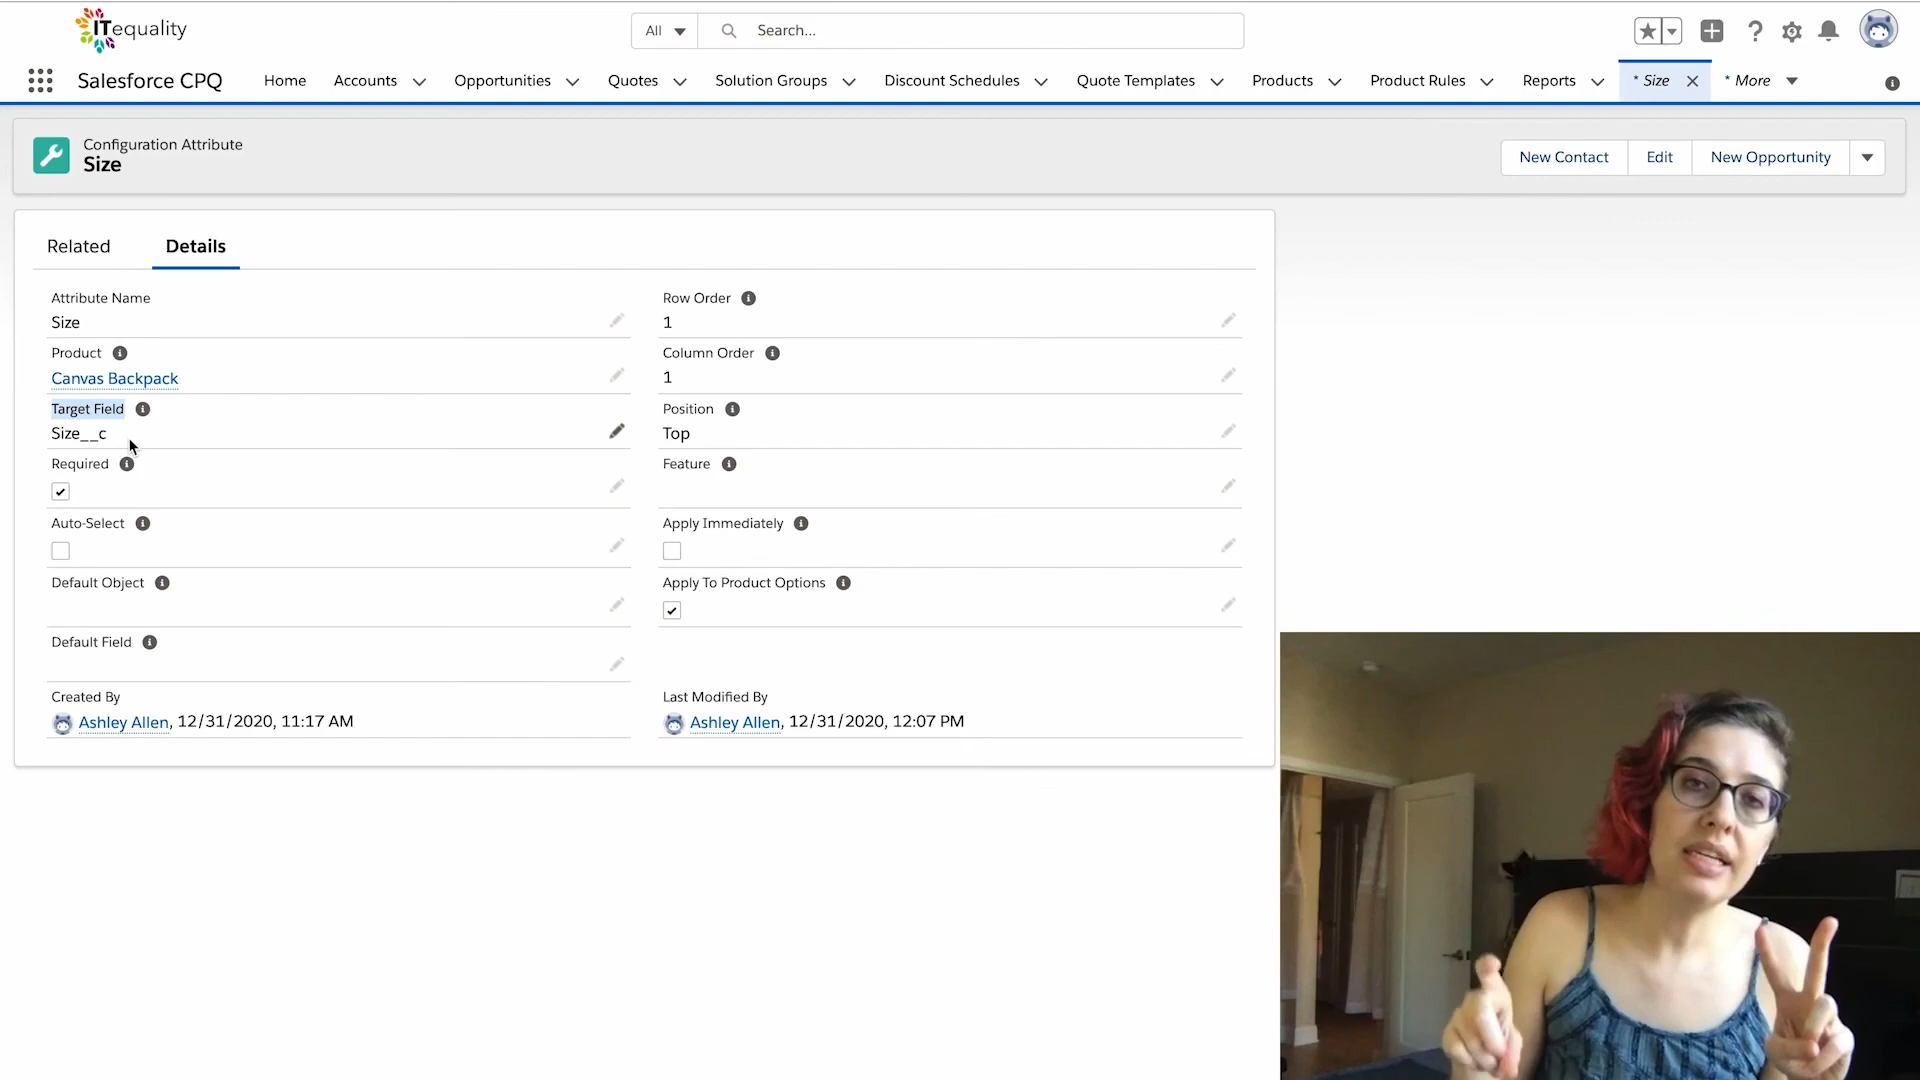 ITequality
All
Search...
Salesforce CPQ
Home
Accounts
Opportunities
Quotes
Solution Groups
Discount Schedules
Quote Templates
Products
Product Rules
Reports
* Size
* More
Configuration Attribute
Size
New Contact
Edit
New Opportunity
Related
Details
Attribute Name
Size
Row Order
1
Product
Canvas Backpack
Column Order
1
Target Field
Size__c
Position
Top
Required
Feature
Auto-Select
Apply Immediately
Default Object
Apply To Product Options
Default Field
Created By
Ashley Allen, 12/31/2020, 11:17 AM
Last Modified By
Ashley Allen, 12/31/2020, 12:07 PM